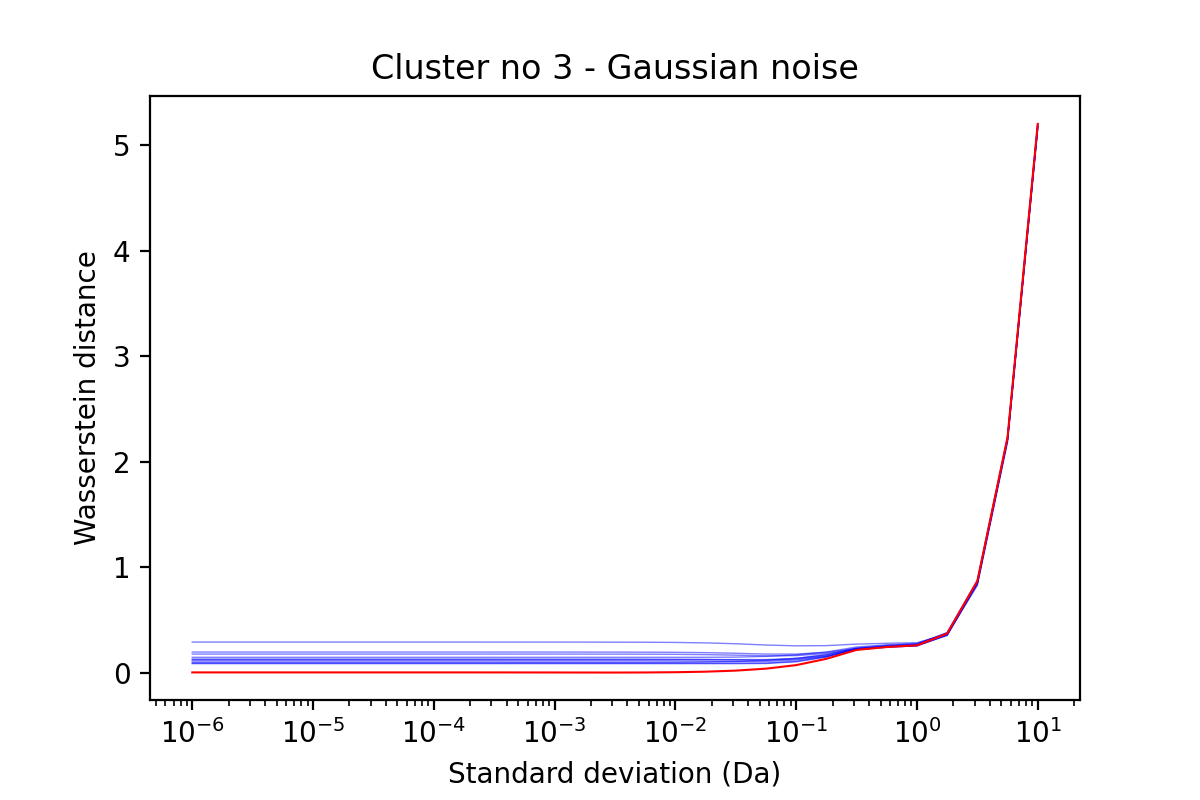 Cluster no 3 - Gaussian noise
Wasserstein distance
5
4
3
2
1
0
10⁻⁶ 10⁻⁵ 10⁻⁴ 10⁻³ 10⁻² 10⁻¹ 10⁰ 10¹
Standard deviation (Da)